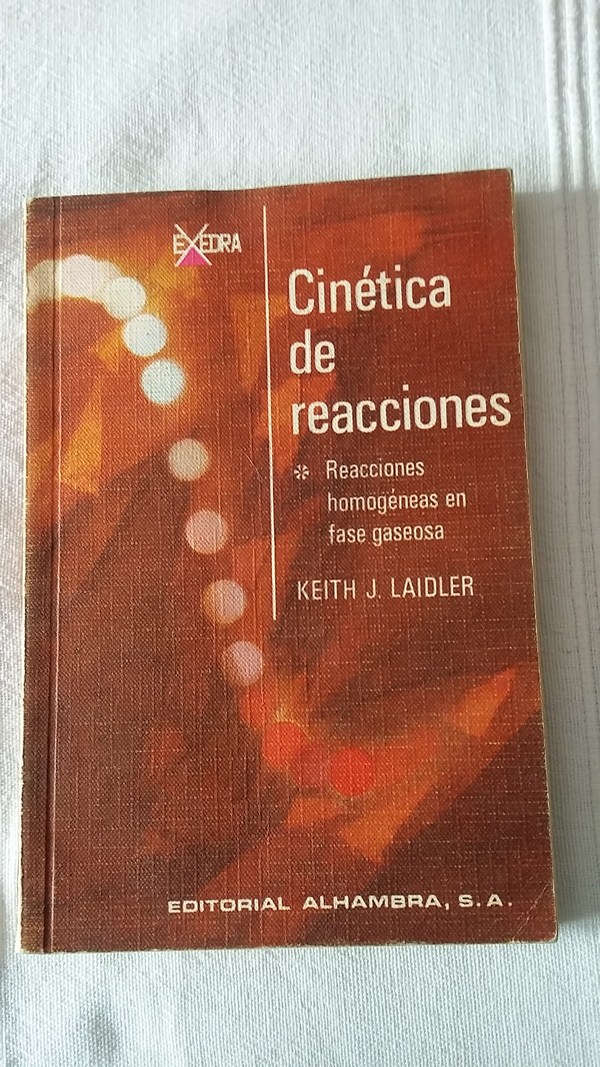 EXEDRA
Cinética
de
reacciones
* Reacciones
homogéneas en
fase gaseosa
KEITH J. LAIDLER
EDITORIAL ALHAMBRA, S.A.